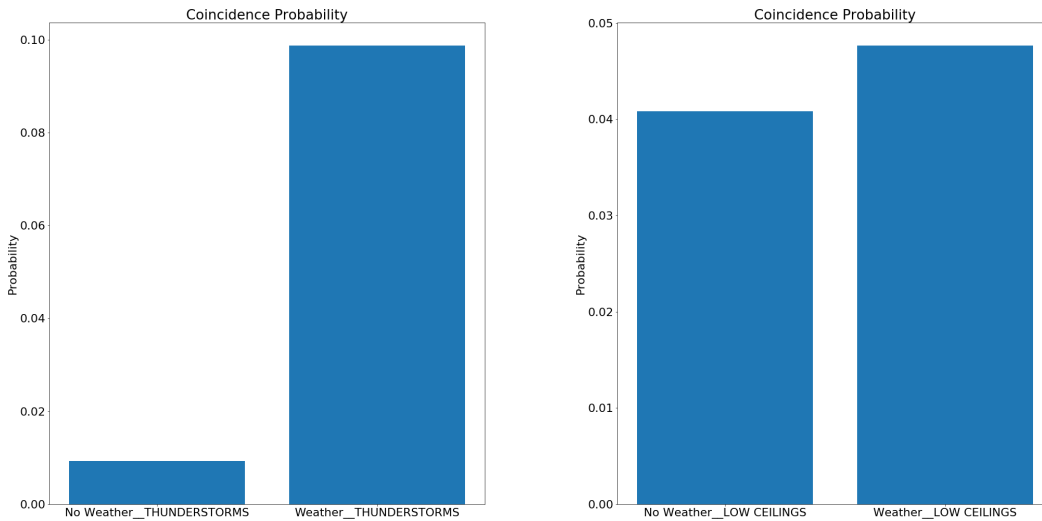 Coincidence Probability
Probability
0.10
0.08
0.06
0.04
0.02
0.00
No Weather__THUNDERSTORMS
Weather__THUNDERSTORMS
Coincidence Probability
Probability
0.05
0.04
0.03
0.02
0.01
0.00
No Weather__LOW CEILINGS
Weather__LOW CEILINGS